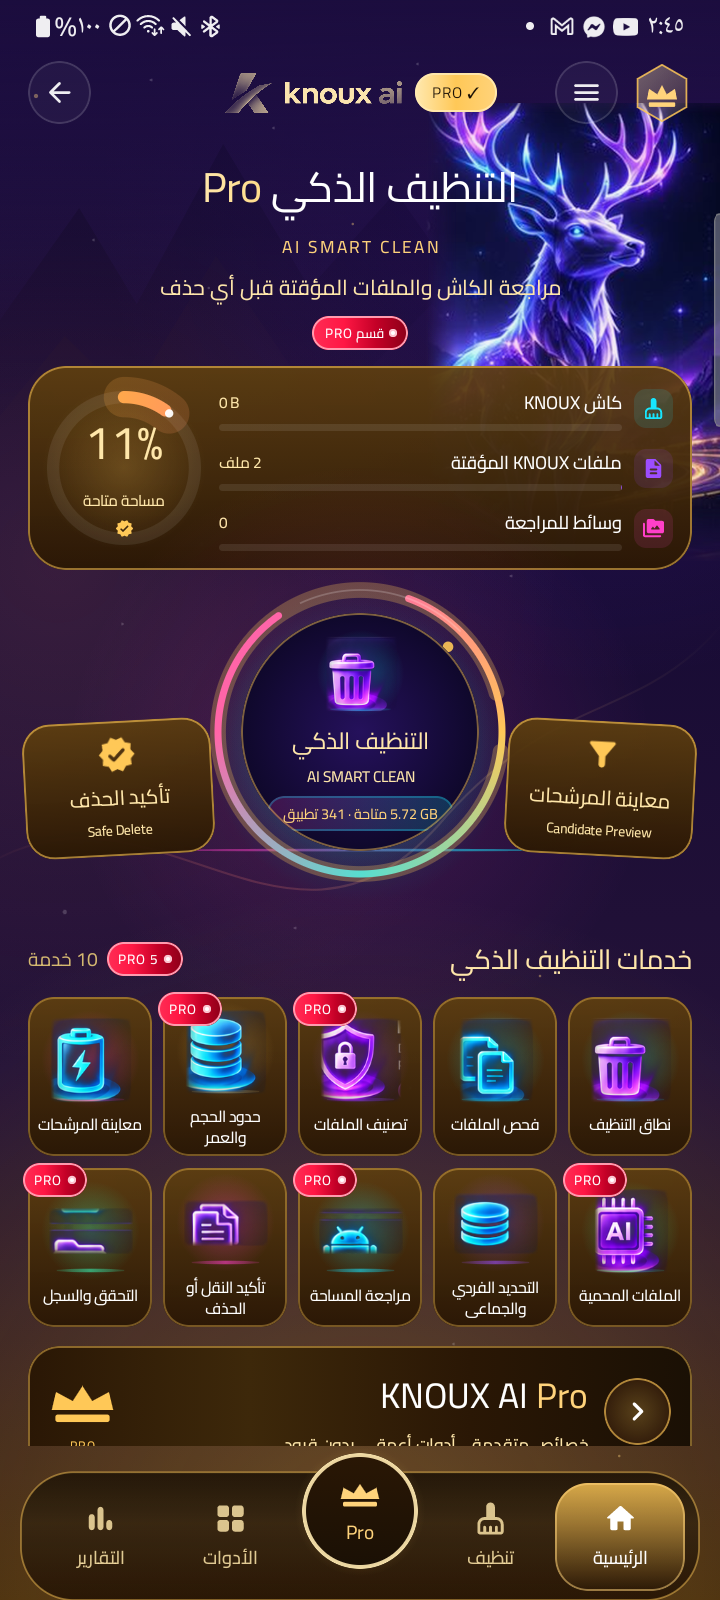 ٢:٤٥
%١٠٠
knoux ai
PRO ✓
التنظيف الذكي Pro
AI SMART CLEAN
مراجعة الكاش والملفات المؤقتة قبل أي حذف
قسم PRO
كاش KNOUX
0 B
ملفات KNOUX المؤقتة
2 ملف
وسائط للمراجعة
0
11%
مساحة متاحة
التنظيف الذكي
AI SMART CLEAN
5.72 GB متاحة · 341 تطبيق
معاينة المرشحات
Candidate Preview
تأكيد الحذف
Safe Delete
خدمات التنظيف الذكي
PRO 5
10 خدمة
PRO
PRO
نطاق التنظيف
فحص الملفات
تصنيف الملفات
حدود الحجم والعمر
معاينة المرشحات
PRO
PRO
PRO
AI
الملفات المحمية
التحديد الفردي والجماعي
مراجعة المساحة
تأكيد النقل أو الحذف
التحقق والسجل
KNOUX AI Pro
PRO
الرئيسية
تنظيف
Pro
الأدوات
التقارير